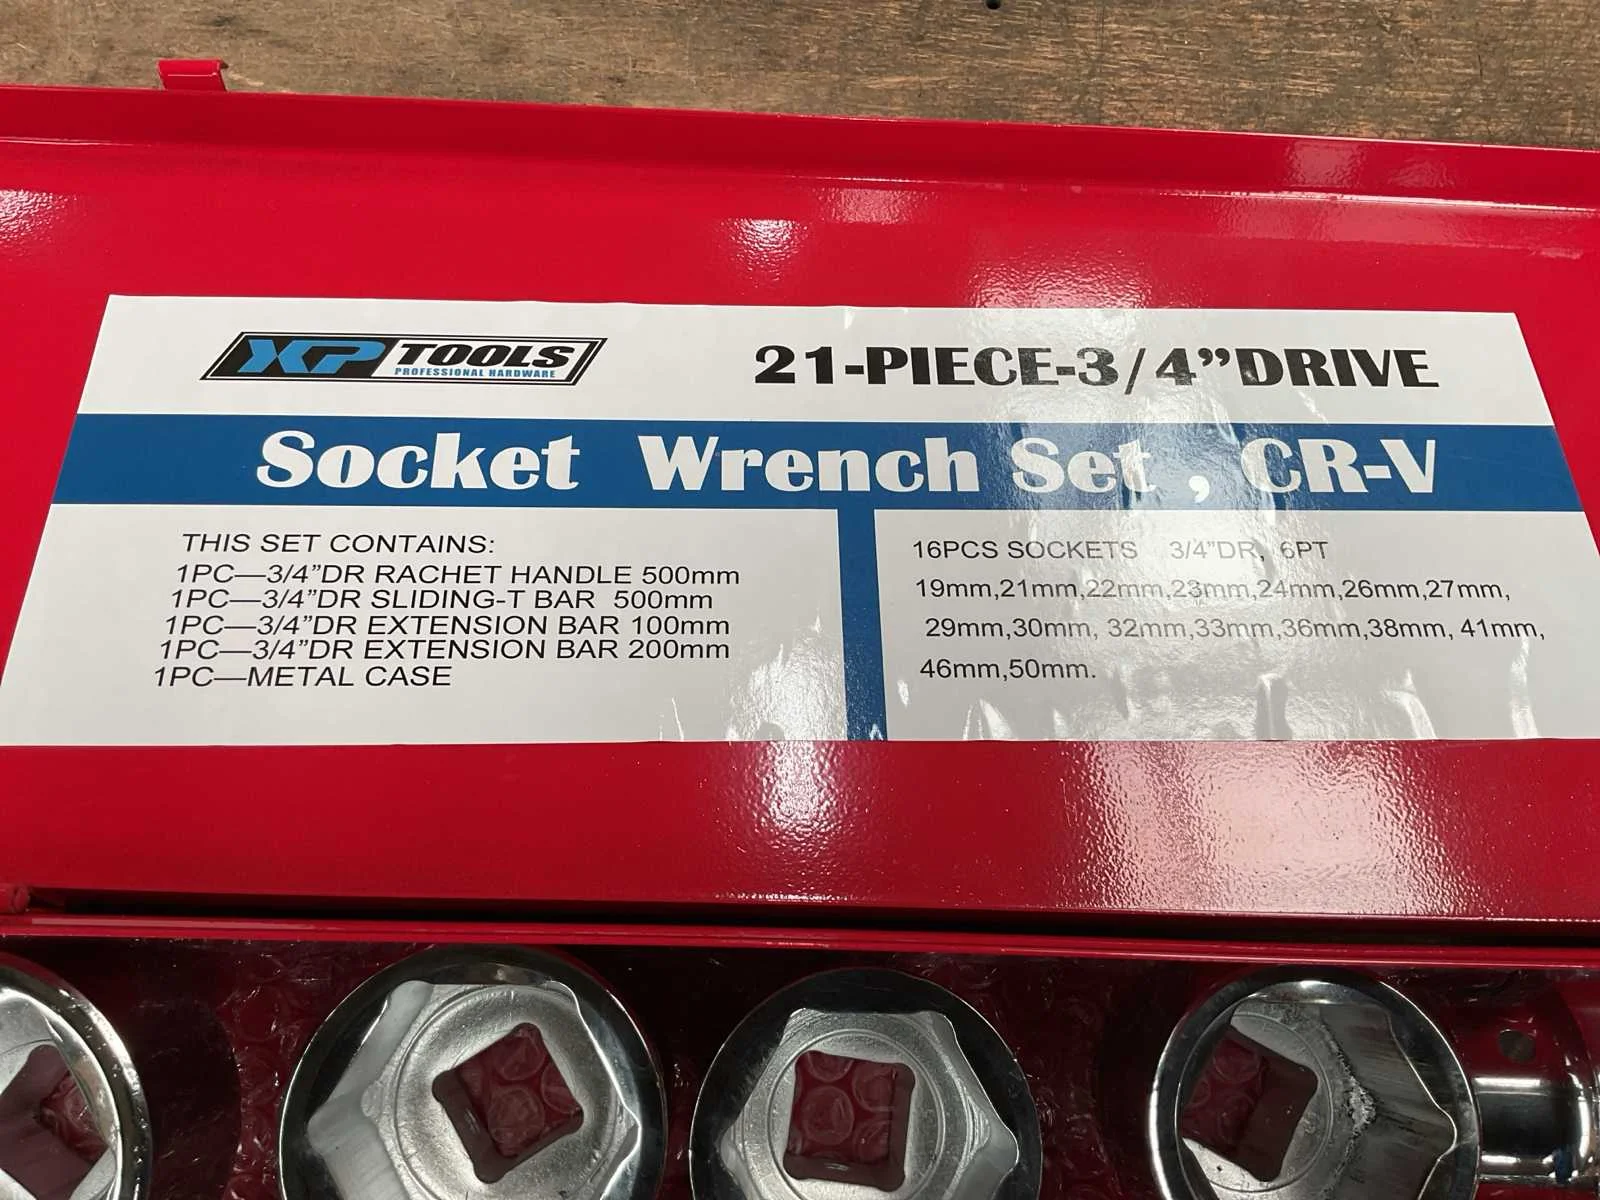 XP TOOLS
PROFESSIONAL HARDWARE
21-PIECE-3/4”DRIVE
Socket Wrench Set , CR-V
THIS SET CONTAINS:
1PC—3/4”DR RACHET HANDLE 500mm
1PC—3/4”DR SLIDING-T BAR 500mm
1PC—3/4”DR EXTENSION BAR 100mm
1PC—3/4”DR EXTENSION BAR 200mm
1PC—METAL CASE
16PCS SOCKETS 3/4”DR, 6PT
19mm,21mm,22mm,23mm,24mm,26mm,27mm,
29mm,30mm, 32mm,33mm,36mm,38mm, 41mm,
46mm,50mm.